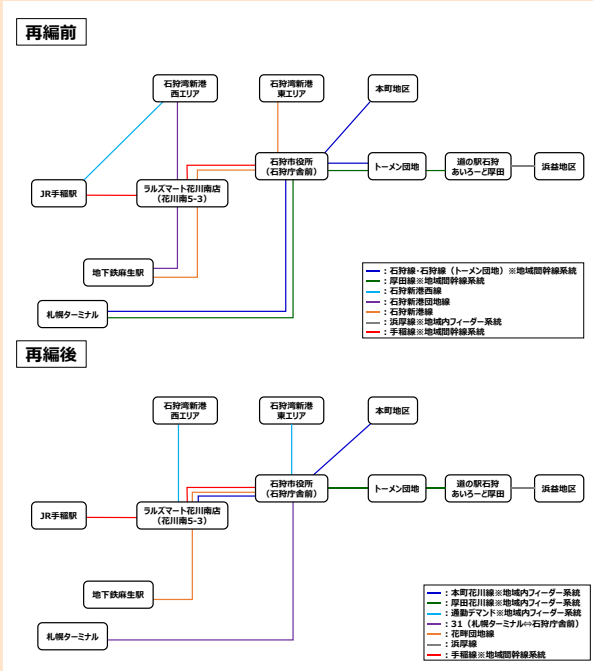 再編前
石狩湾新港
西エリア
石狩湾新港
東エリア
本町地区
石狩市役所
(石狩庁舎前)
トーメン団地
道の駅石狩
あいろーど厚田
浜益地区
JR手稲駅
ラルズマート花川南店
(花川南5-3)
地下鉄麻生駅
札幌ターミナル
:石狩線・石狩線(トーメン団地)※地域間幹線系統
:厚田線※地域間幹線系統
:石狩新港西線
:石狩新港団地線
:石狩新港線
:浜厚線※地域内フィーダー系統
:手稲線※地域間幹線系統
再編後
石狩湾新港
西エリア
石狩湾新港
東エリア
本町地区
石狩市役所
(石狩庁舎前)
トーメン団地
道の駅石狩
あいろーど厚田
浜益地区
JR手稲駅
ラルズマート花川南店
(花川南5-3)
地下鉄麻生駅
札幌ターミナル
:本町花川線※地域内フィーダー系統
:厚田花川線※地域内フィーダー系統
:通勤デマンド※地域内フィーダー系統
:31(札幌ターミナル⇔石狩庁舎前)
:花畔団地線
:浜厚線
:手稲線※地域間幹線系統